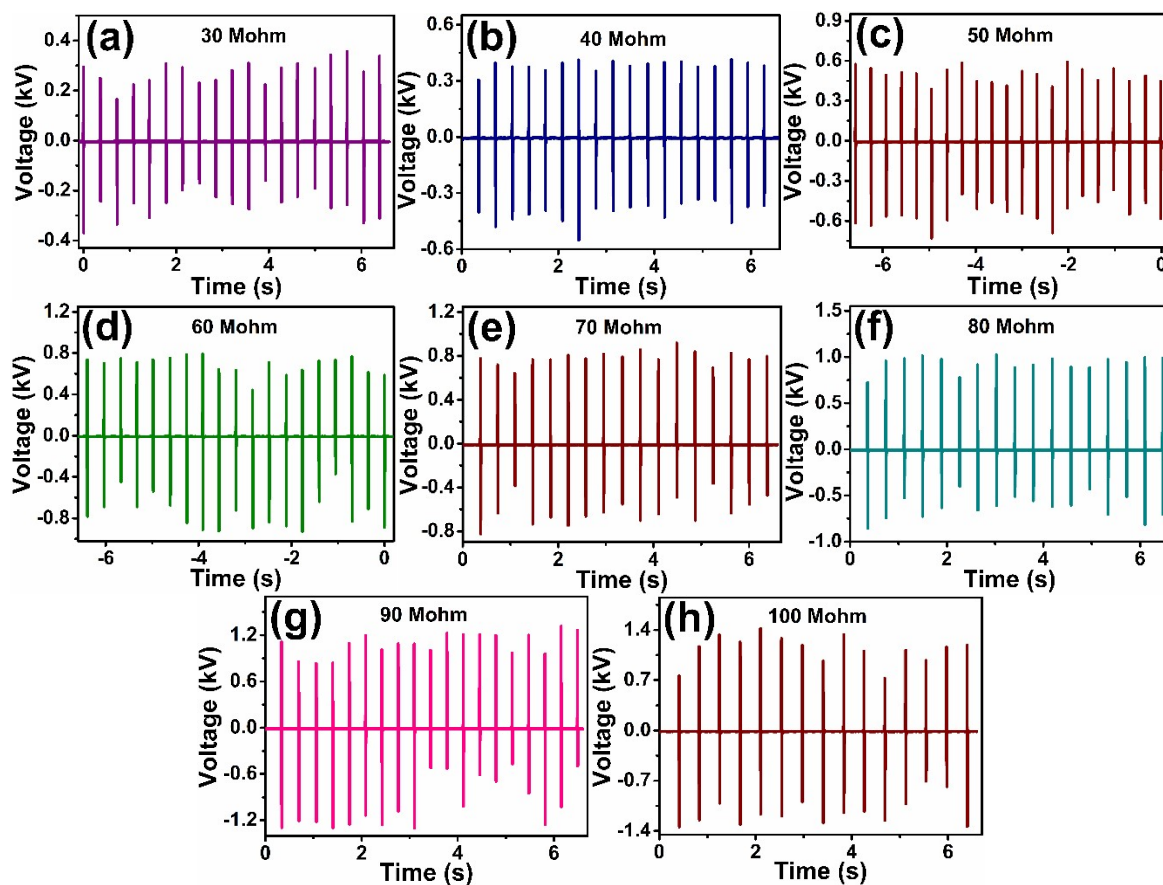 (a) 30 Mohm
Voltage (kV)
0.4
0.2
0.0
-0.2
-0.4
0 2 4 6
Time (s)
(b) 40 Mohm
Voltage (kV)
0.6
0.3
0.0
-0.3
-0.6
0 2 4 6
Time (s)
(c) 50 Mohm
Voltage (kV)
0.9
0.6
0.3
0.0
-0.3
-0.6
-6 -4 -2 0
Time (s)
(d) 60 Mohm
Voltage (kV)
1.2
0.8
0.4
0.0
-0.4
-0.8
-6 -4 -2 0
Time (s)
(e) 70 Mohm
Voltage (kV)
1.2
0.8
0.4
0.0
-0.4
-0.8
0 2 4 6
Time (s)
(f) 80 Mohm
Voltage (kV)
1.5
1.0
0.5
0.0
-0.5
-1.0
0 2 4 6
Time (s)
(g) 90 Mohm
Voltage (kV)
1.2
0.6
0.0
-0.6
-1.2
0 2 4 6
Time (s)
(h) 100 Mohm
Voltage (kV)
1.4
0.7
0.0
-0.7
-1.4
0 2 4 6
Time (s)